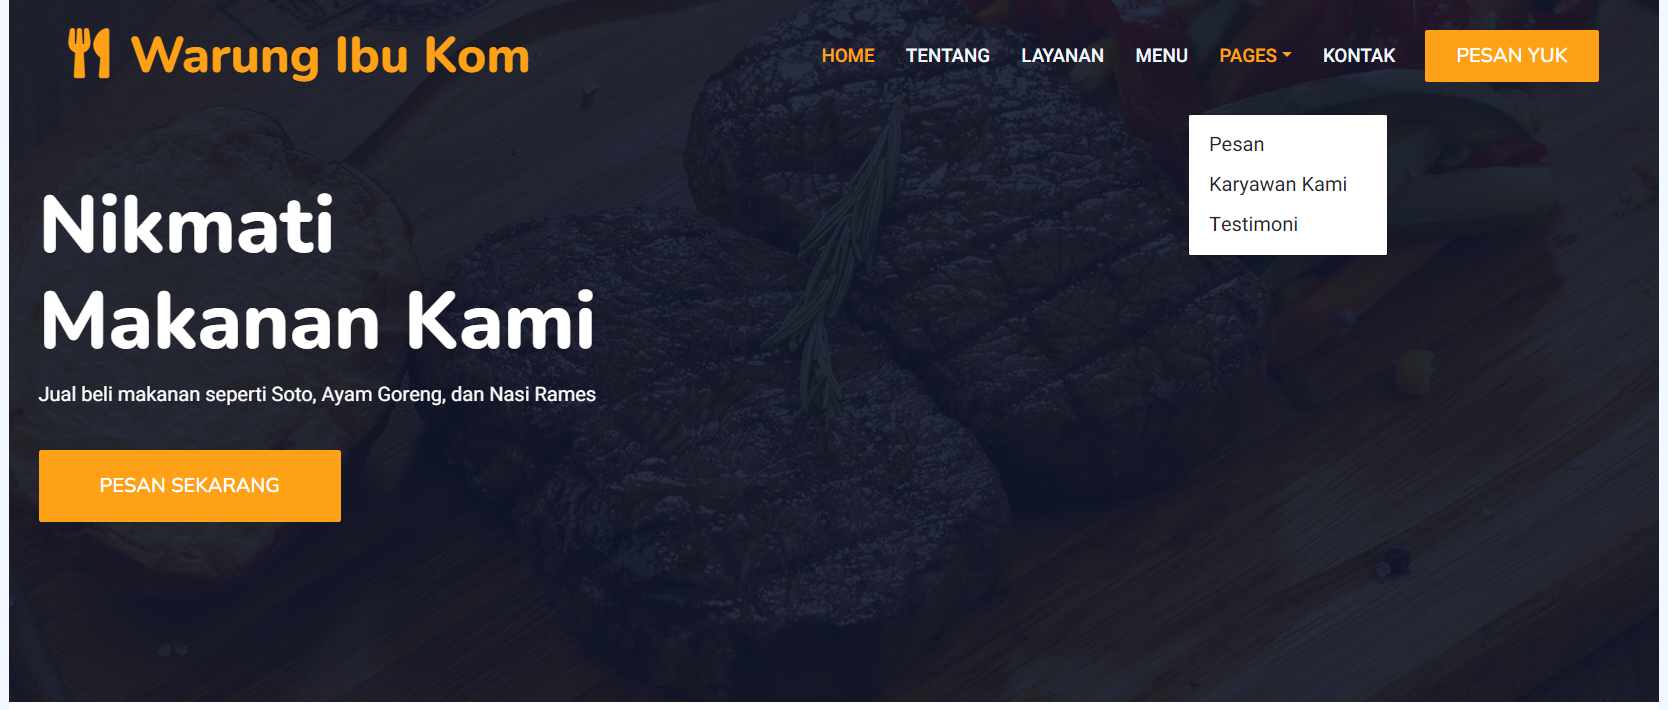 Warung Ibu Kom
HOME TENTANG LAYANAN MENU PAGES KONTAK PESAN YUK
Pesan
Karyawan Kami
Testimoni
Nikmati
Makanan Kami
Jual beli makanan seperti Soto, Ayam Goreng, dan Nasi Rames
PESAN SEKARANG